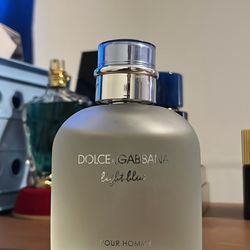 DOLCE & GABBANA
light blue
POUR HOMME